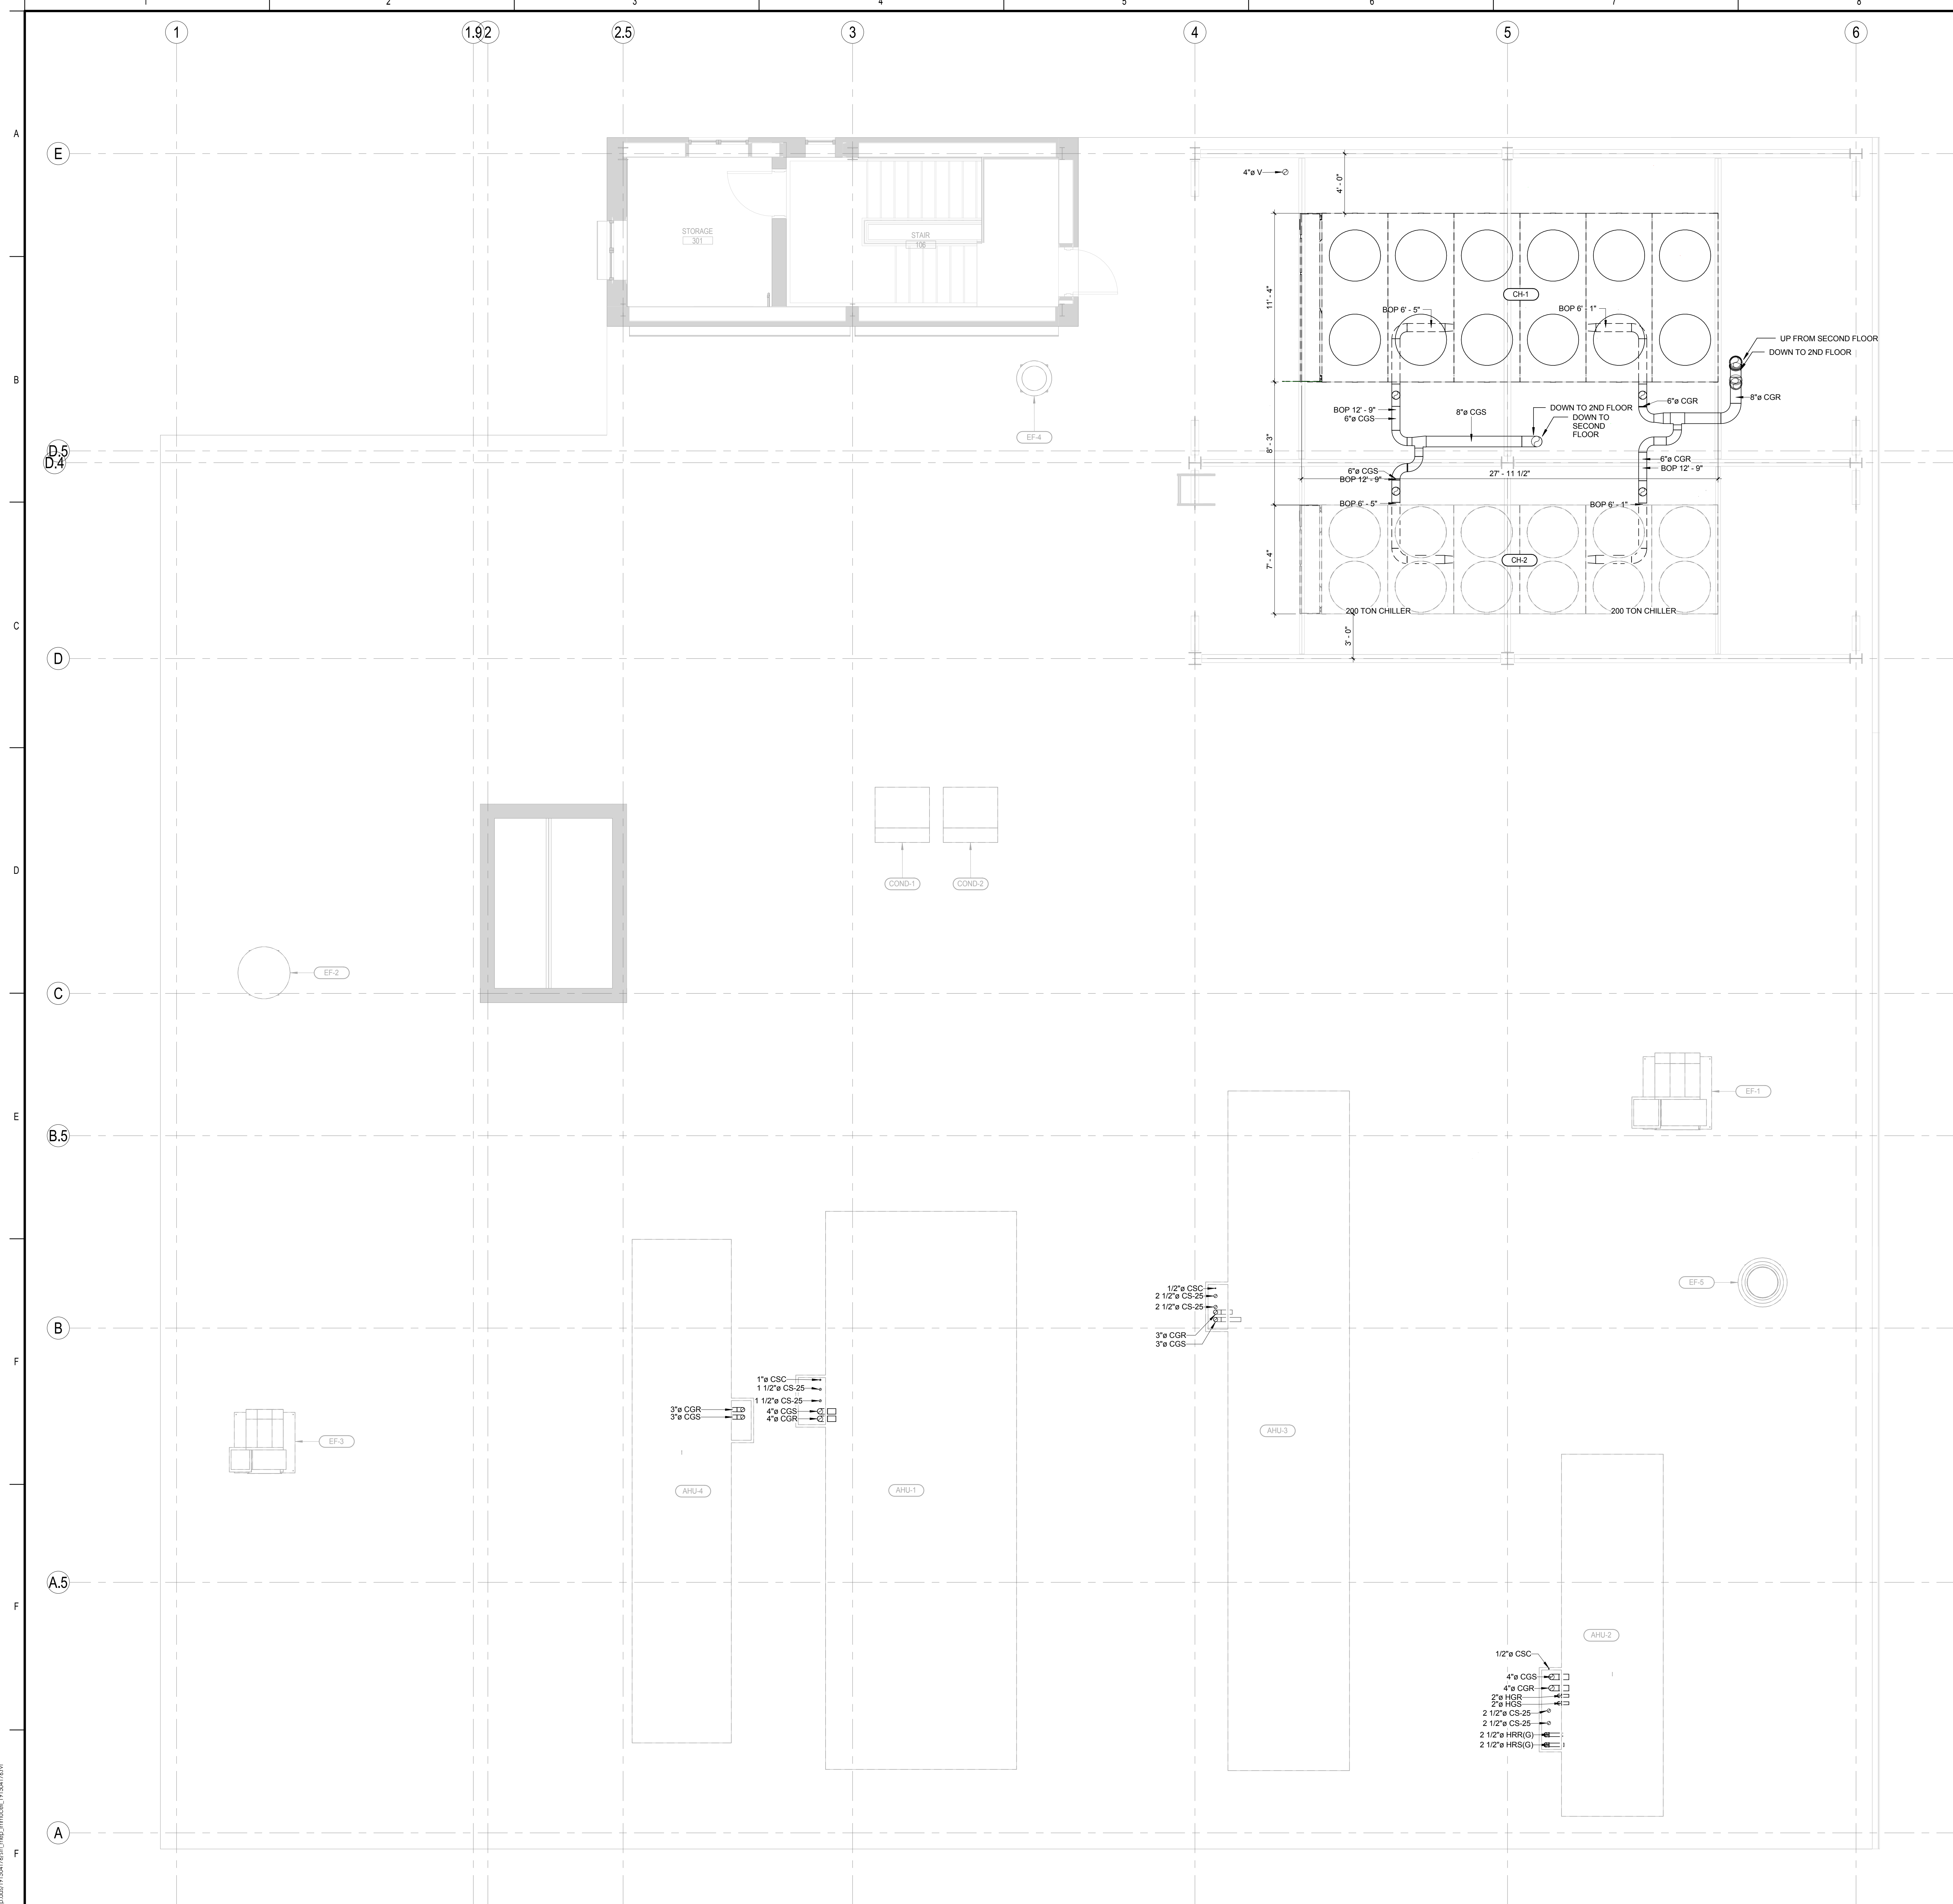 1
2
3
4
5
6
7
8
1
1.9
2
2.5
3
4
5
6
A
E
4"ø V
4' - 0"
STORAGE
301
STAIR
106
11' - 4"
CH-1
BOP 6' - 5"
BOP 6' - 1"
UP FROM SECOND FLOOR
DOWN TO 2ND FLOOR
B
8"ø CGR
6"ø CGR
BOP 12' - 9"
6"ø CGS
8"ø CGS
DOWN TO 2ND FLOOR
DOWN TO
SECOND
FLOOR
EF-4
8' - 3"
D.5
D.4
6"ø CGR
BOP 12' - 9"
6"ø CGS
BOP 12' - 9"
27' - 11 1/2"
BOP 6' - 5"
BOP 6' - 1"
7' - 4"
CH-2
200 TON CHILLER
200 TON CHILLER
C
3' - 0"
D
D
COND-1
COND-2
EF-2
C
EF-1
E
B.5
EF-5
1/2"ø CSC
2 1/2"ø CS-25
2 1/2"ø CS-25
3"ø CGR
3"ø CGS
B
F
1"ø CSC
1 1/2"ø CS-25
1 1/2"ø CS-25
4"ø CGS
4"ø CGR
3"ø CGR
3"ø CGS
EF-3
AHU-3
AHU-4
AHU-1
A.5
F
AHU-2
1/2"ø CSC
4"ø CGS
4"ø CGR
2"ø HGR
2"ø HGS
2 1/2"ø CS-25
2 1/2"ø CS-25
2 1/2"ø HRR(G)
2 1/2"ø HRS(G)
A
F